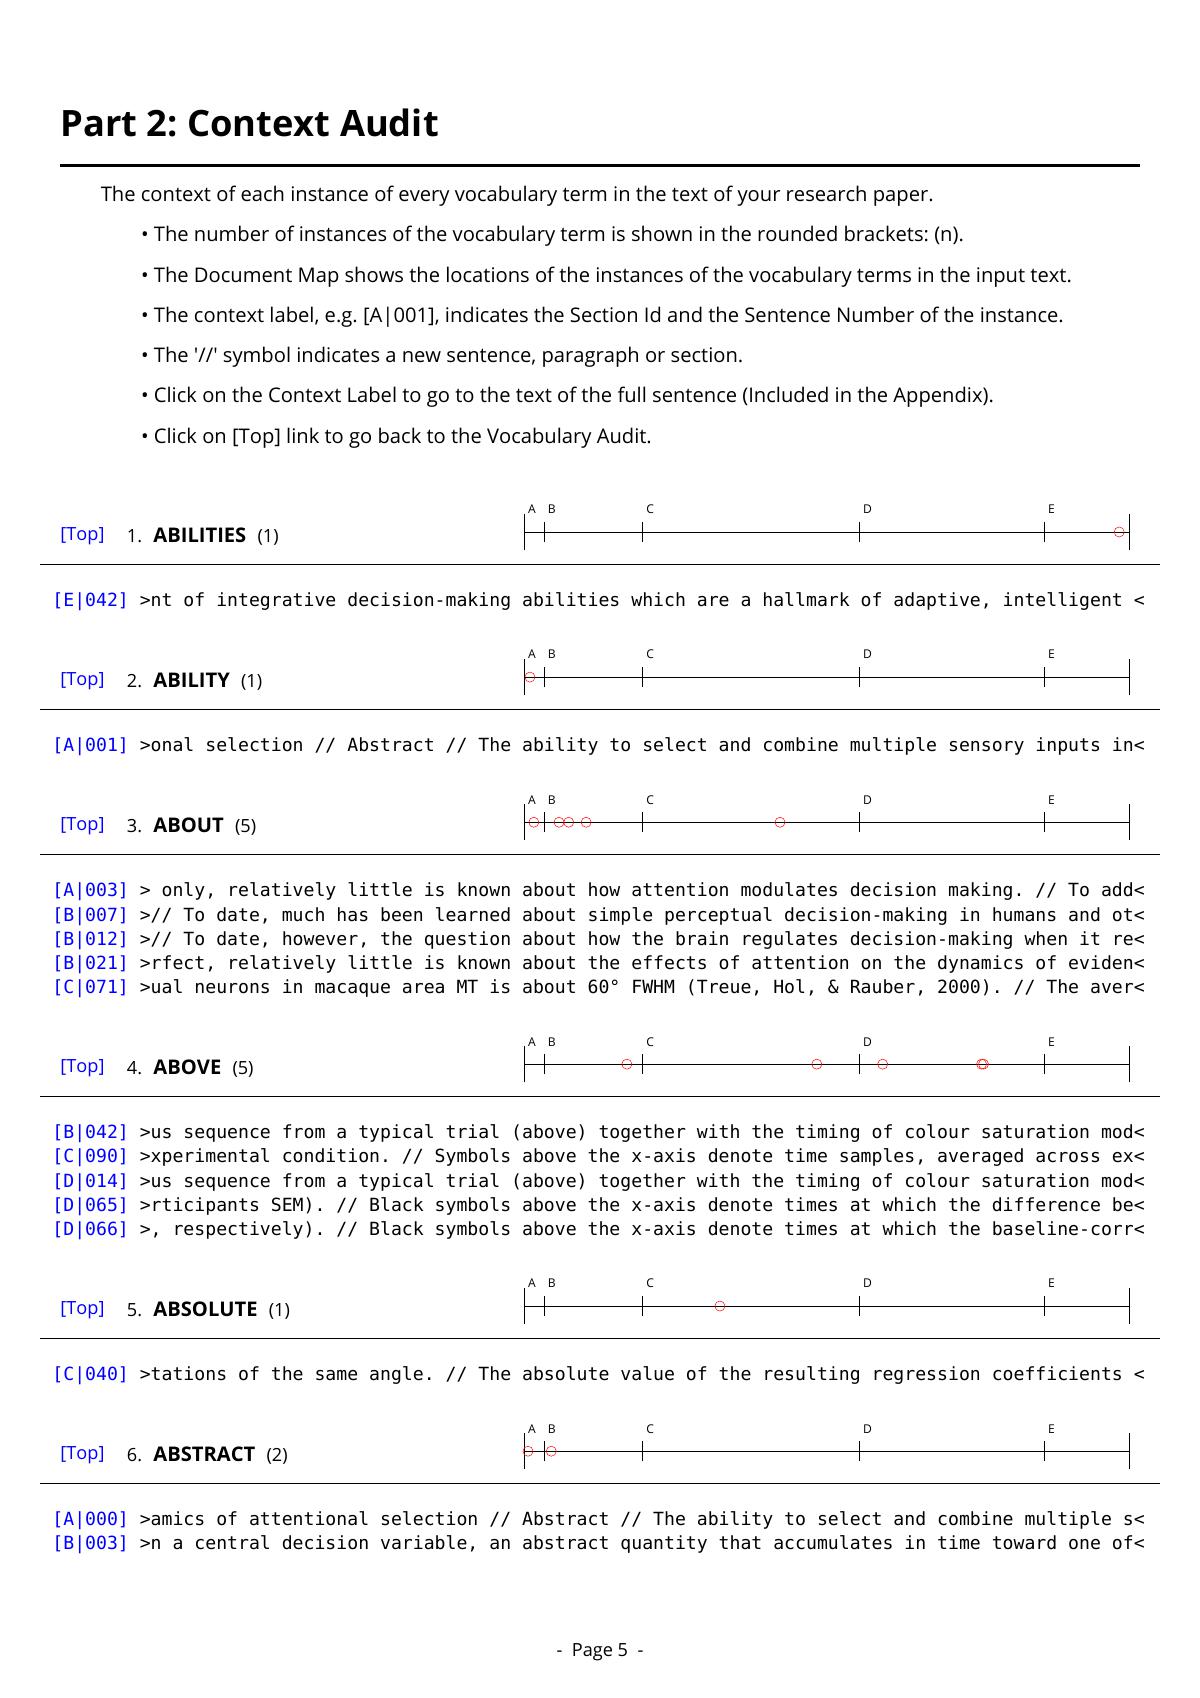 Part 2: Context Audit
The context of each instance of every vocabulary term in the text of your research paper.
• The number of instances of the vocabulary term is shown in the rounded brackets: (n).
• The Document Map shows the locations of the instances of the vocabulary terms in the input text.
• The context label, e.g. [A|001], indicates the Section Id and the Sentence Number of the instance.
• The '//' symbol indicates a new sentence, paragraph or section.
• Click on the Context Label to go to the text of the full sentence (Included in the Appendix).
• Click on [Top] link to go back to the Vocabulary Audit.
A B C D E
[Top] 1. ABILITIES (1)
[E|042] >nt of integrative decision-making abilities which are a hallmark of adaptive, intelligent <
A B C D E
[Top] 2. ABILITY (1)
[A|001] >onal selection // Abstract // The ability to select and combine multiple sensory inputs in<
A B C D E
[Top] 3. ABOUT (5)
[A|003] > only, relatively little is known about how attention modulates decision making. // To add<
[B|007] >// To date, much has been learned about simple perceptual decision-making in humans and ot<
[B|012] >// To date, however, the question about how the brain regulates decision-making when it re<
[B|021] >rfect, relatively little is known about the effects of attention on the dynamics of eviden<
[C|071] >ual neurons in macaque area MT is about 60° FWHM (Treue, Hol, & Rauber, 2000). // The aver<
A B C D E
[Top] 4. ABOVE (5)
[B|042] >us sequence from a typical trial (above) together with the timing of colour saturation mod<
[C|090] >xperimental condition. // Symbols above the x-axis denote time samples, averaged across ex<
[D|014] >us sequence from a typical trial (above) together with the timing of colour saturation mod<
[D|065] >rticipants SEM). // Black symbols above the x-axis denote times at which the difference be<
[D|066] >, respectively). // Black symbols above the x-axis denote times at which the baseline-corr<
A B C D E
[Top] 5. ABSOLUTE (1)
[C|040] >tations of the same angle. // The absolute value of the resulting regression coefficients <
A B C D E
[Top] 6. ABSTRACT (2)
[A|000] >amics of attentional selection // Abstract // The ability to select and combine multiple s<
[B|003] >n a central decision variable, an abstract quantity that accumulates in time toward one of<
- Page 5 -